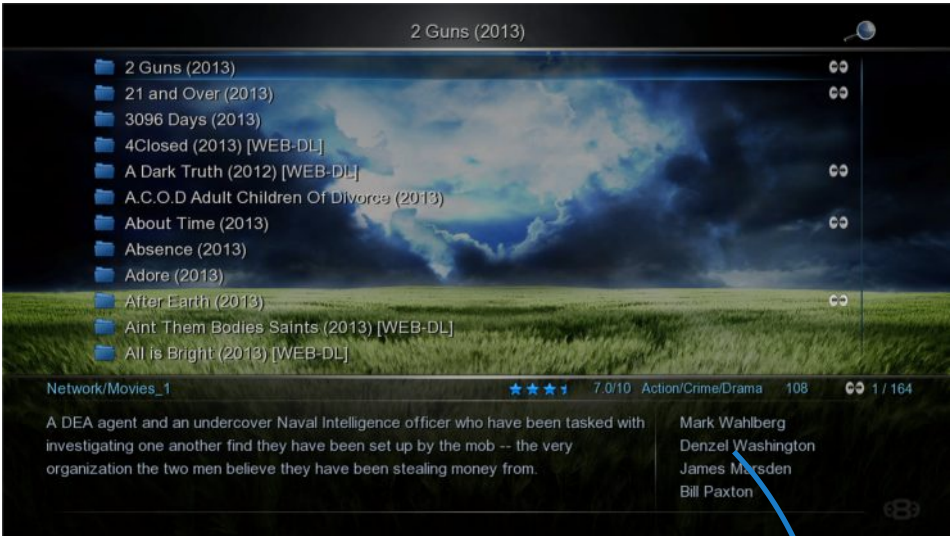 2 Guns (2013)
2 Guns (2013)
21 and Over (2013)
3096 Days (2013)
4Closed (2013) [WEB-DL]
A Dark Truth (2012) [WEB-DL]
A.C.O.D Adult Children Of Divorce (2013)
About Time (2013)
Absence (2013)
Adore (2013)
After Earth (2013)
Aint Them Bodies Saints (2013) [WEB-DL]
All is Bright (2013) [WEB-DL]
Network/Movies_1 7.0/10 Action/Crime/Drama 108 1 / 164
A DEA agent and an undercover Naval Intelligence officer who have been tasked with
investigating one another find they have been set up by the mob -- the very
organization the two men believe they have been stealing money from.
Mark Wahlberg
Denzel Washington
James Marsden
Bill Paxton